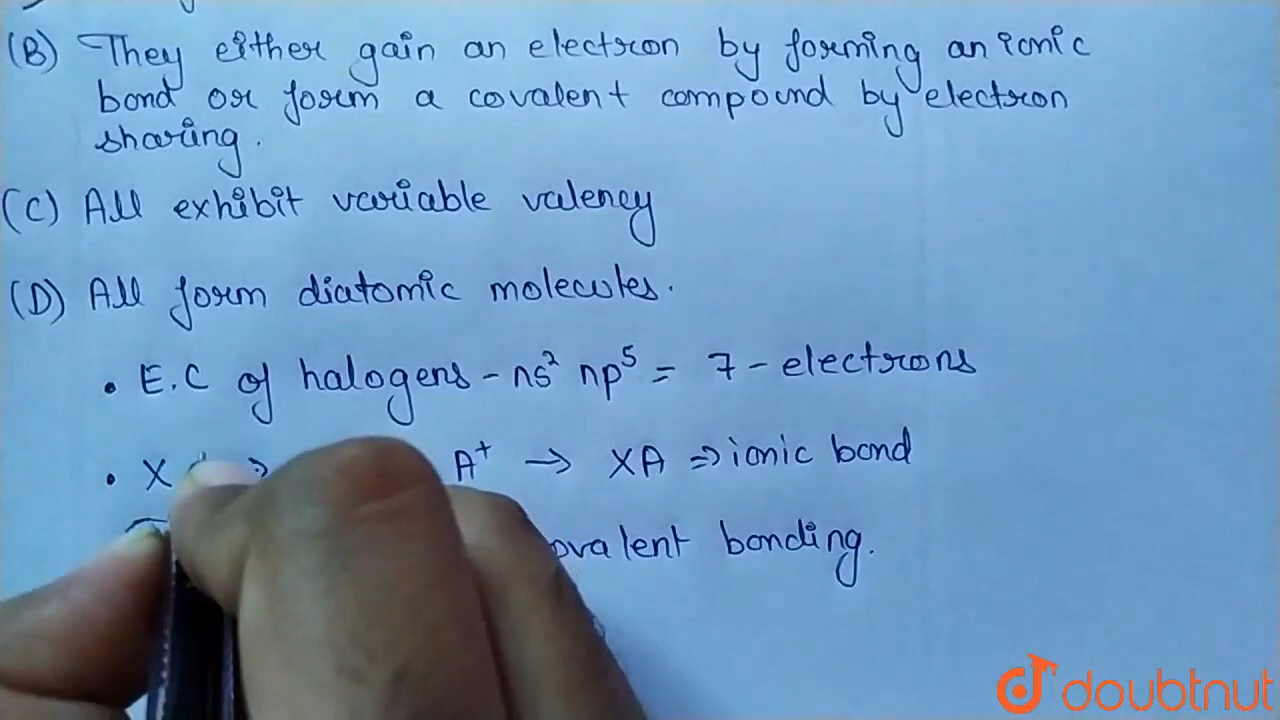 (B) They either gain an electron by forming an ionic
bond or form a covalent compound by electron
sharing.
(C) All exhibit variable valency
(D) All form diatomic molecules.
• E.C of halogens - ns² np⁵ = 7 - electrons
• X ⇒ A⁺ → XA ⇒ ionic bond
ovalent bonding.
doubtnut